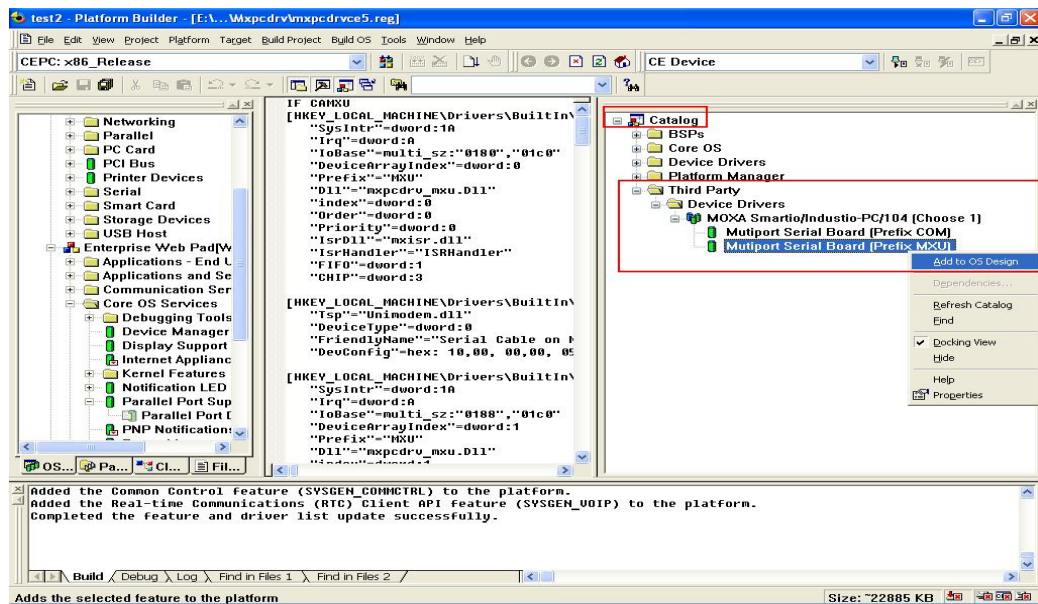 test2 - Platform Builder - [E:\...\Mxpcdrv\mxpcdrvce5.reg]
File Edit View Project Platform Target Build Project Build OS Tools Window Help
CEPC: x86_Release
CE Device
Networking
Parallel
PC Card
PCI Bus
Printer Devices
Serial
Smart Card
Storage Devices
USB Host
Enterprise Web Pad(W
Applications - End U
Applications and Se
Communication Ser
Core OS Services
Debugging Tools
Device Manager
Display Support
Internet Applianc
Kernel Features
Notification LED
Parallel Port Sup
Parallel Port D
PNP Notification:
OS... Pa... Cl... Fil...
IF CAMXU
[HKEY_LOCAL_MACHINE\Drivers\BuiltIn\
"SysIntr"=dword:1A
"Irq"=dword:A
"IoBase"=multi_sz:"0180","01c0"
"DeviceArrayIndex"=dword:0
"Prefix"="MXU"
"Dll"="mxpcdrv_mxu.Dll"
"index"=dword:0
"Order"=dword:0
"Priority"=dword:0
"IsrDll"="mxisr.dll"
"IsrHandler"="ISRHandler"
"FIFO"=dword:1
"CHIP"=dword:3
[HKEY_LOCAL_MACHINE\Drivers\BuiltIn\
"Tsp"="Unimodem.dll"
"DeviceType"=dword:0
"FriendlyName"="Serial Cable on M
"DevConfig"=hex: 10,00, 00,00, 05
[HKEY_LOCAL_MACHINE\Drivers\BuiltIn\
"SysIntr"=dword:1A
"Irq"=dword:A
"IoBase"=multi_sz:"0188","01c0"
"DeviceArrayIndex"=dword:1
"Prefix"="MXU"
"Dll"="mxpcdrv_mxu.Dll"
"index"=dword:1
Catalog
BSPs
Core OS
Device Drivers
Platform Manager
Third Party
Device Drivers
MOXA Smartio/Industio-PC/104 (Choose 1)
Mutiport Serial Board (Prefix COM)
Mutiport Serial Board (Prefix MXU)
Add to OS Design
Dependencies...
Refresh Catalog
Find
Docking View
Hide
Help
Properties
Added the Common Control feature (SYSGEN_COMMCTRL) to the platform.
Added the Real-time Communications (RTC) Client API feature (SYSGEN_VOIP) to the platform.
Completed the feature and driver list update successfully.
Build Debug Log Find in Files 1 Find in Files 2
Adds the selected feature to the platform
Size: ~22885 KB